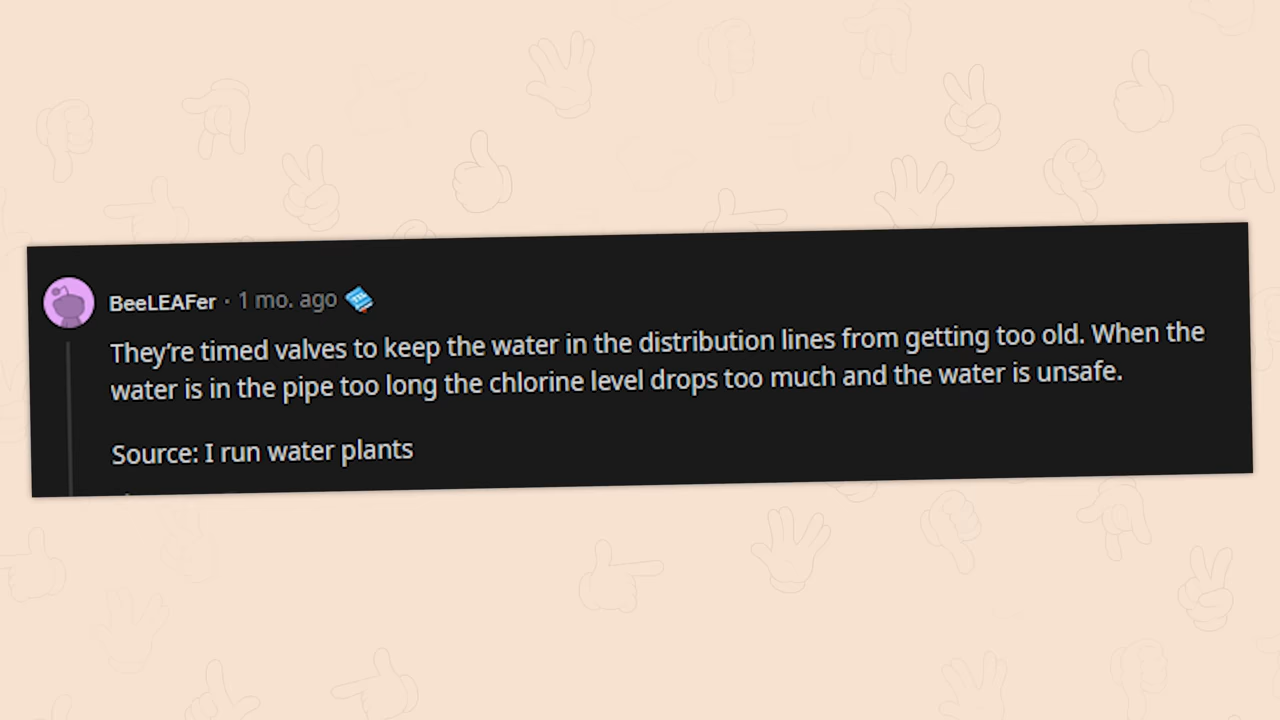 BeeLEAFer · 1 mo. ago
They're timed valves to keep the water in the distribution lines from getting too old. When the
water is in the pipe too long the chlorine level drops too much and the water is unsafe.
Source: I run water plants